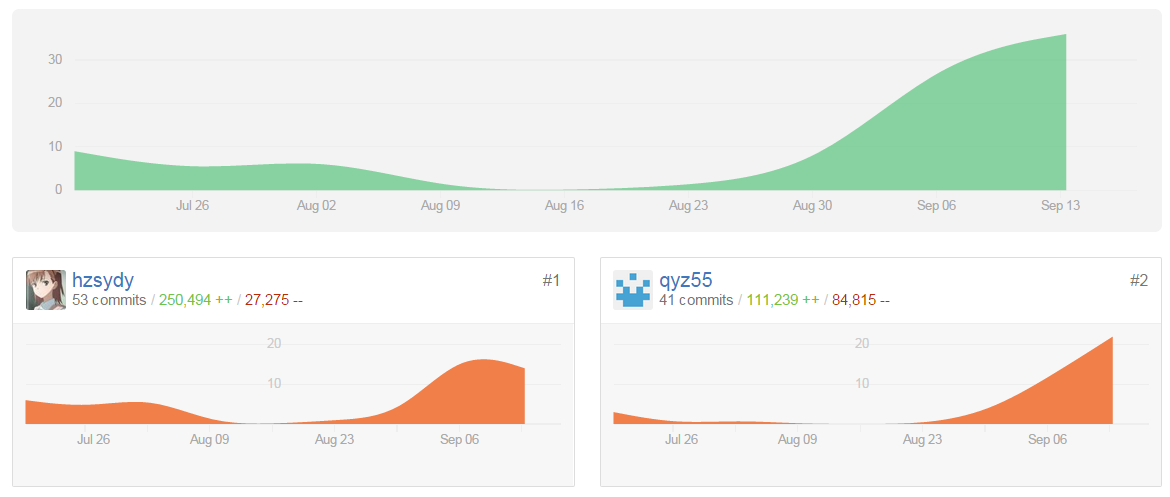 30
20
10
0
Jul 26 Aug 02 Aug 09 Aug 16 Aug 23 Aug 30 Sep 06 Sep 13
hzsydy #1
53 commits / 250,494 ++ / 27,275 --
20
10
Jul 26 Aug 09 Aug 23 Sep 06
qyz55 #2
41 commits / 111,239 ++ / 84,815 --
20
10
Jul 26 Aug 09 Aug 23 Sep 06